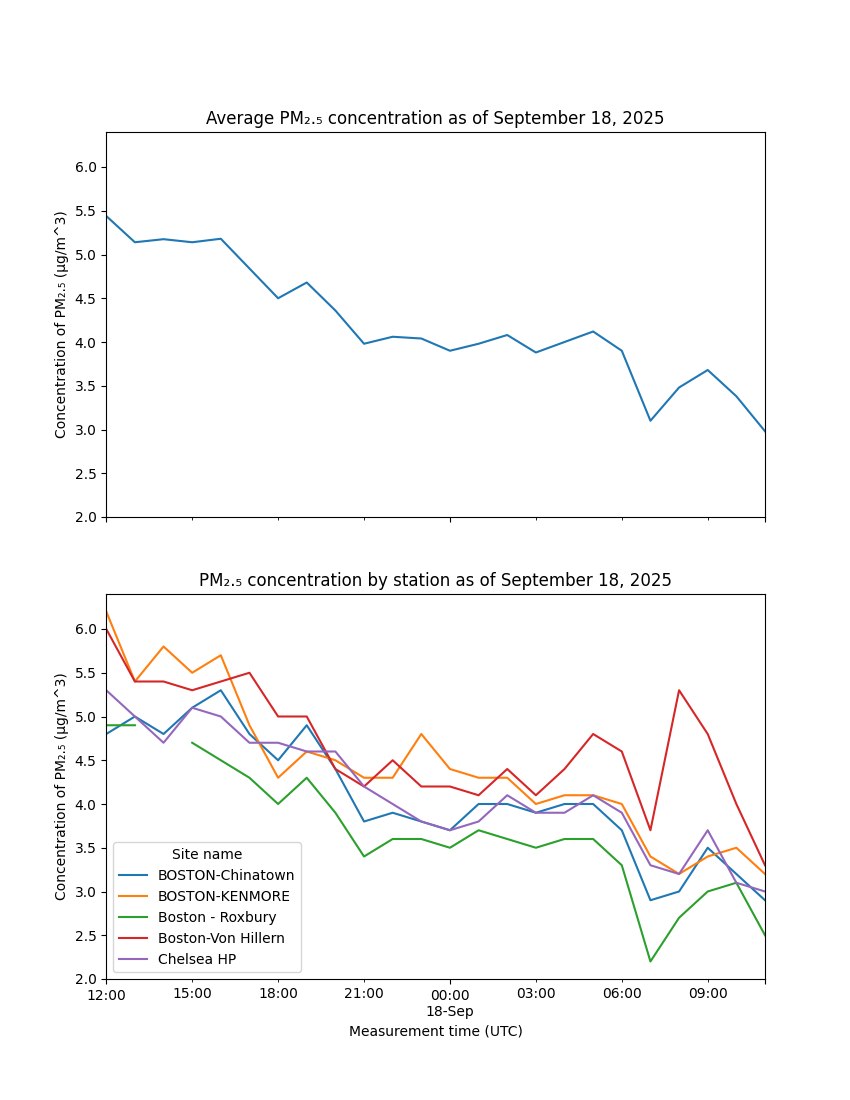 Average PM₂.₅ concentration as of September 18, 2025
Concentration of PM₂.₅ (µg/m^3)
6.0
5.5
5.0
4.5
4.0
3.5
3.0
2.5
2.0
PM₂.₅ concentration by station as of September 18, 2025
Concentration of PM₂.₅ (µg/m^3)
6.0
5.5
5.0
4.5
4.0
3.5
3.0
2.5
2.0
Site name
BOSTON-Chinatown
BOSTON-KENMORE
Boston - Roxbury
Boston-Von Hillern
Chelsea HP
12:00 15:00 18:00 21:00 00:00 03:00 06:00 09:00
18-Sep
Measurement time (UTC)